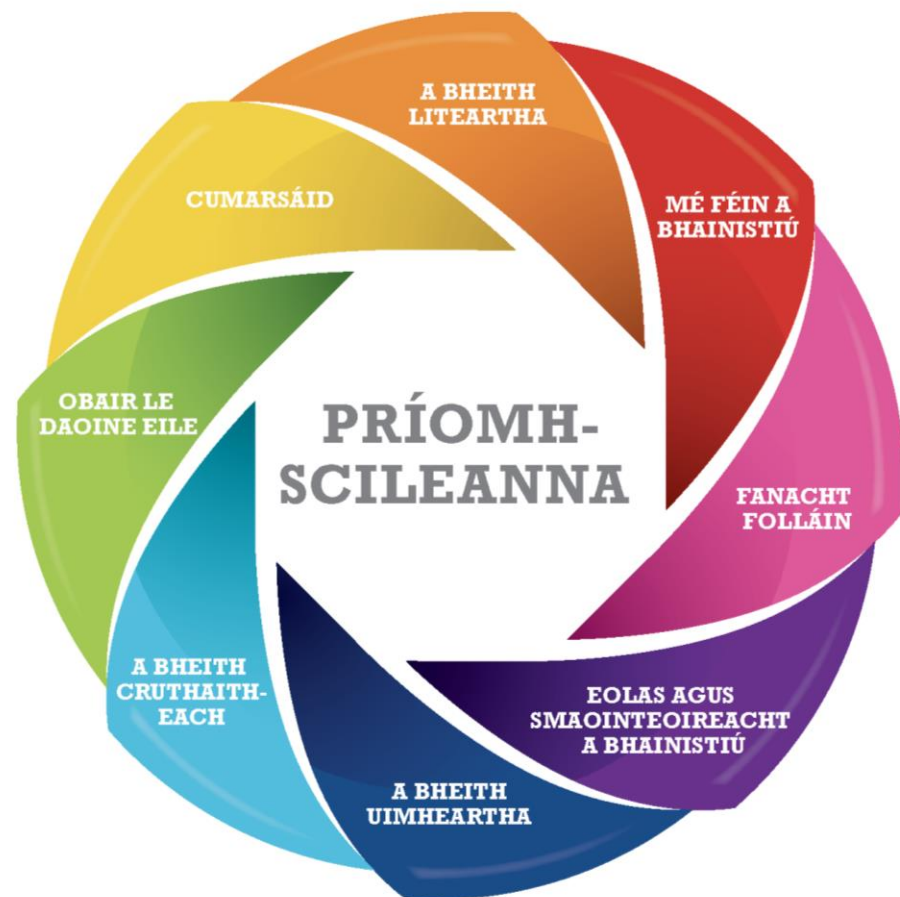 A BHEITH
LITEARTHA
MÉ FÉIN A
BHAINISTIÚ
FANACHT
FOLLÁIN
EOLAS AGUS
SMAOINTEOIREACHT
A BHAINISTIÚ
A BHEITH
UIMHEARTHA
A BHEITH
CRUTHAITH-
EACH
OBAIR LE
DAOINE EILE
CUMARSÁID
PRÍOMH-
SCILEANNA